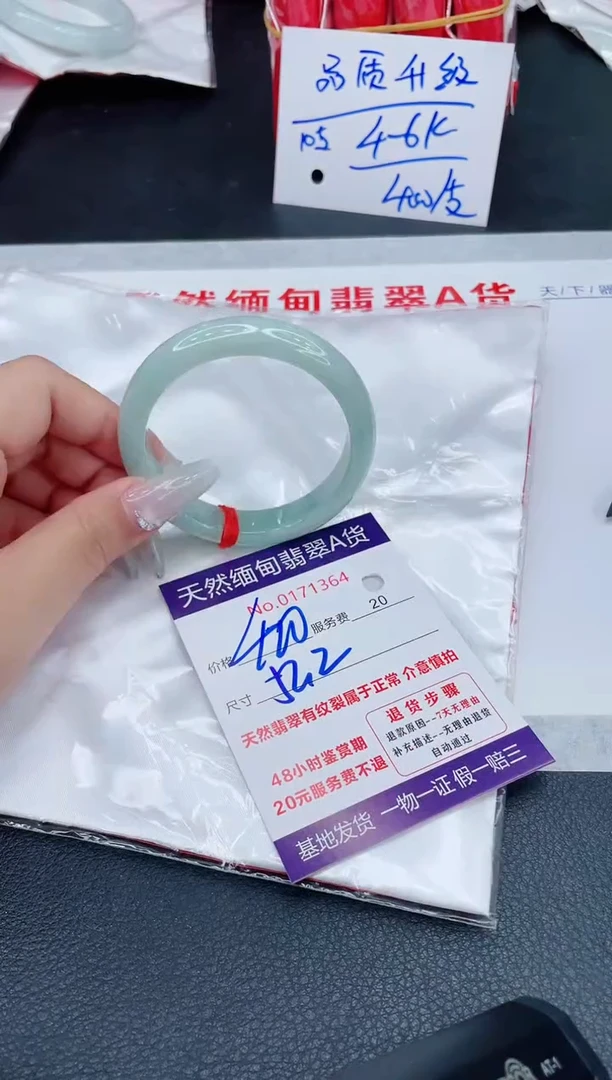 品质升级
4-6K
400/支
天然缅甸翡翠A货
天然缅甸翡翠A货
No.0171364
价格 400 服务费 20
尺寸 54.2
天然翡翠有纹裂属于正常 介意慎拍
48小时鉴赏期
20元服务费不退
退货步骤
退款原因--7天无理由
补充描述--无理由退货
自动通过
基地发货 一物一证 假一赔三
AT-1